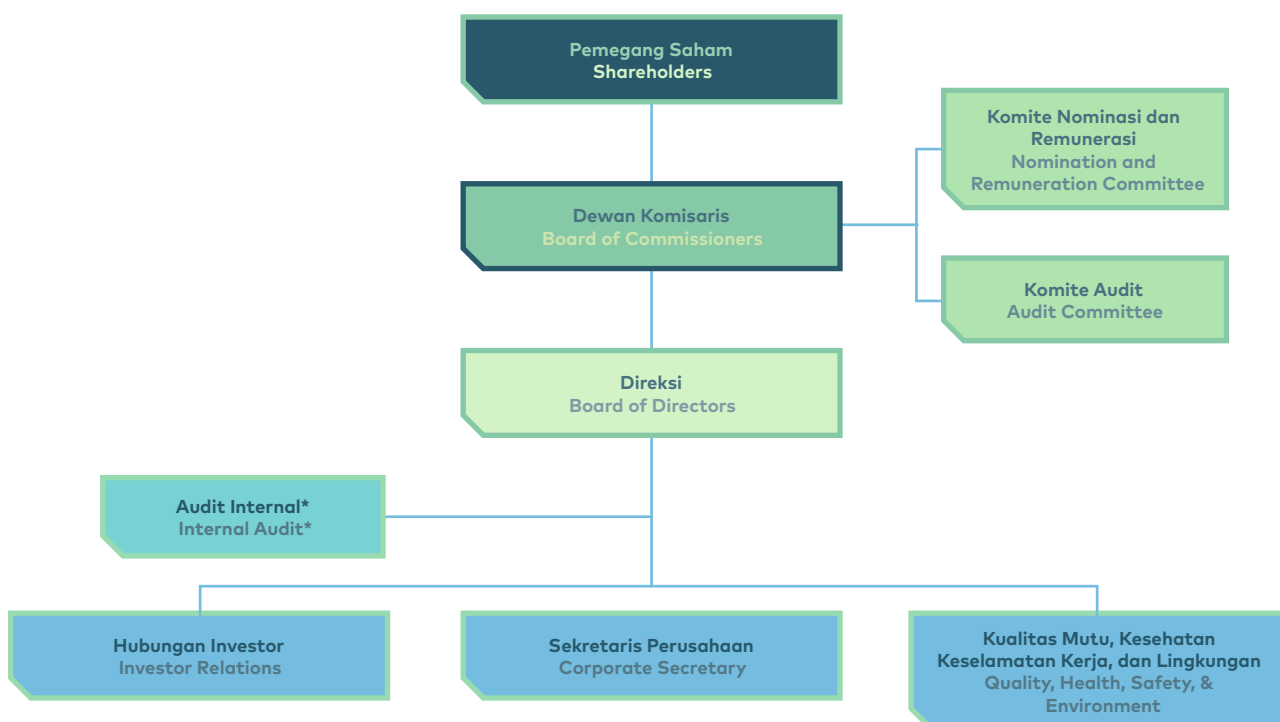 Pemegang Saham
Shareholders
Komite Nominasi dan
Remunerasi
Nomination and
Remuneration Committee
Dewan Komisaris
Board of Commissioners
Komite Audit
Audit Committee
Direksi
Board of Directors
Audit Internal*
Internal Audit*
Hubungan Investor
Investor Relations
Sekretaris Perusahaan
Corporate Secretary
Kualitas Mutu, Kesehatan
Keselamatan Kerja, dan Lingkungan
Quality, Health, Safety, &
Environment